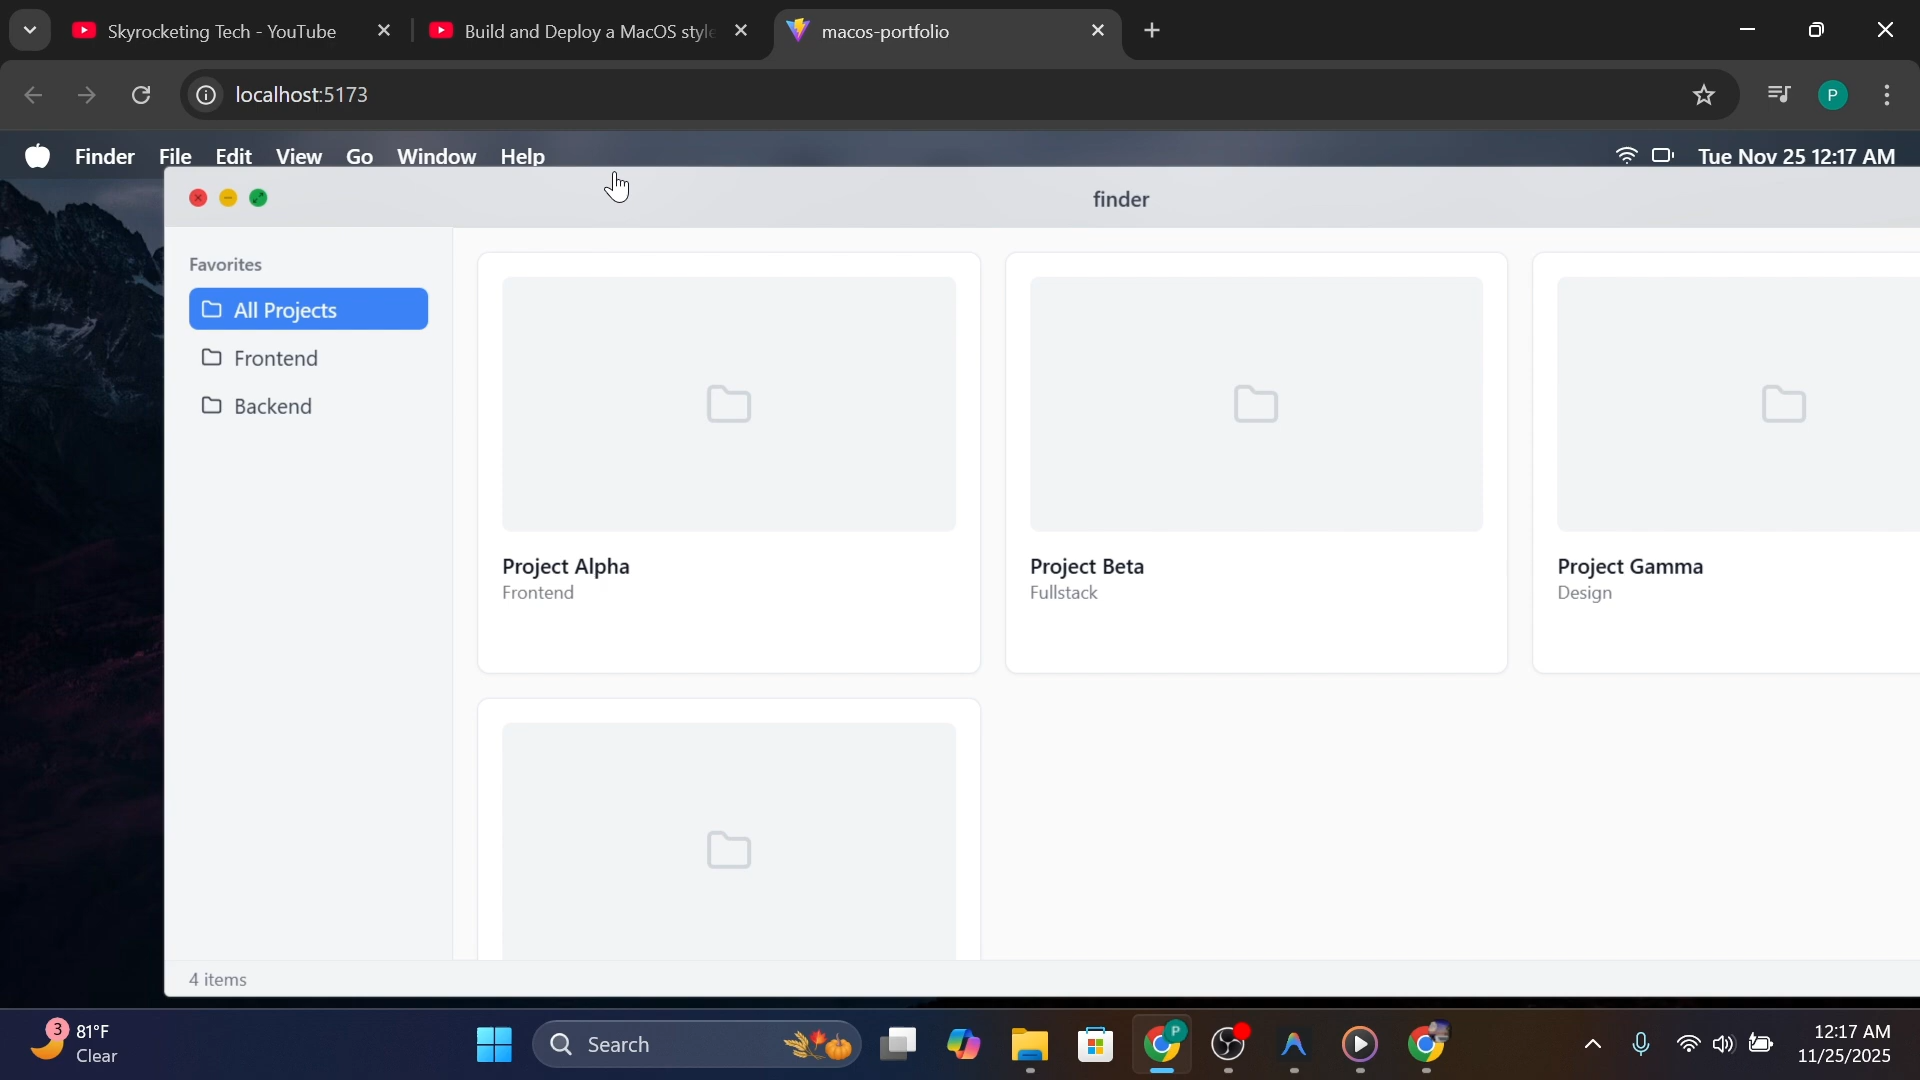 Skyrocketing Tech - YouTube
Build and Deploy a MacOS style
macos-portfolio
localhost:5173
P
Finder File Edit View Go Window Help
Tue Nov 25 12:17 AM
finder
Favorites
All Projects
Frontend
Backend
Project Alpha
Frontend
Project Beta
Fullstack
Project Gamma
Design
4 items
3
81°F
Clear
Search
P
12:17 AM
11/25/2025